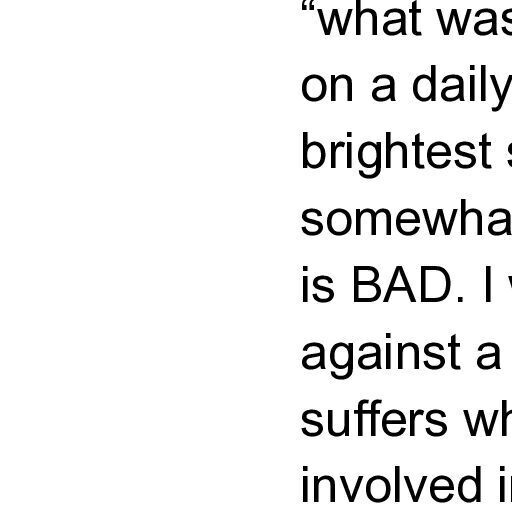 “what was
on a daily
brightest
somewha
is BAD. I
against a
suffers wh
involved i